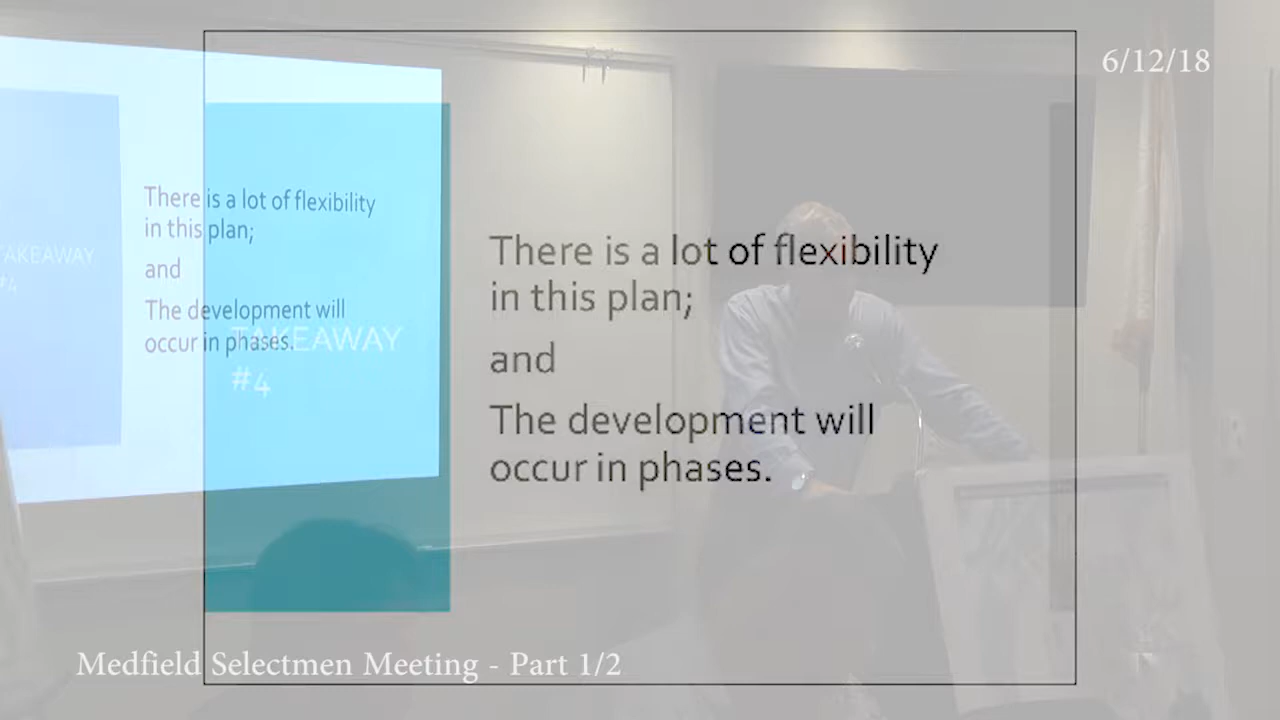 6/12/18
There is a lot of flexibility
in this plan;
and
The development will
occur in phases.
TAKEAWAY
#4
There is a lot of flexibility
in this plan;
and
The development will
occur in phases.
TAKEAWAY
#4
Medfield Selectmen Meeting - Part 1/2